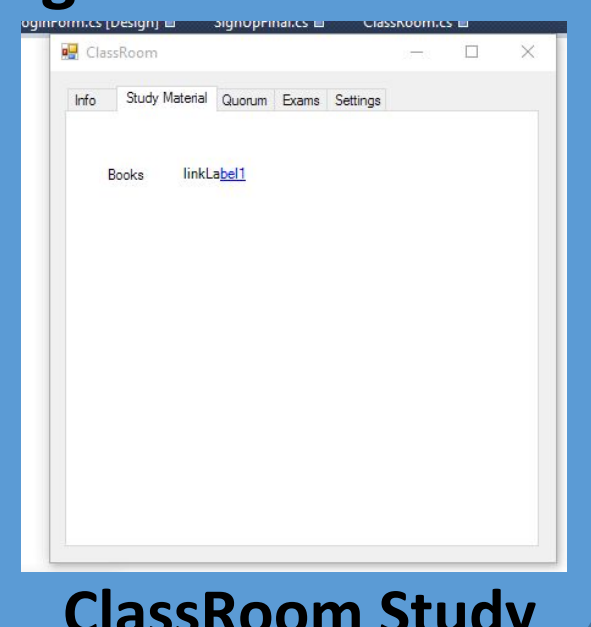 oginForm.cs [Design] SignUpFinal.cs ClassRoom.cs
ClassRoom
Info Study Material Quorum Exams Settings
Books linkLabel1
ClassRoom Study